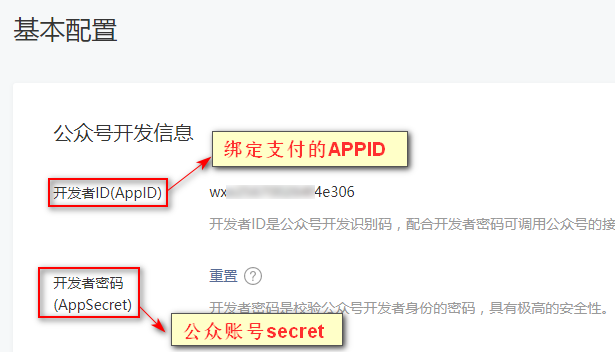 基本配置
公众号开发信息
绑定支付的APPID
开发者ID(AppID)
wx 4e306
开发者ID是公众号开发识别码，配合开发者密码可调用公众号的接
开发者密码
(AppSecret)
重置 ?
开发者密码是校验公众号开发者身份的密码，具有极高的安全性。
公众账号secret